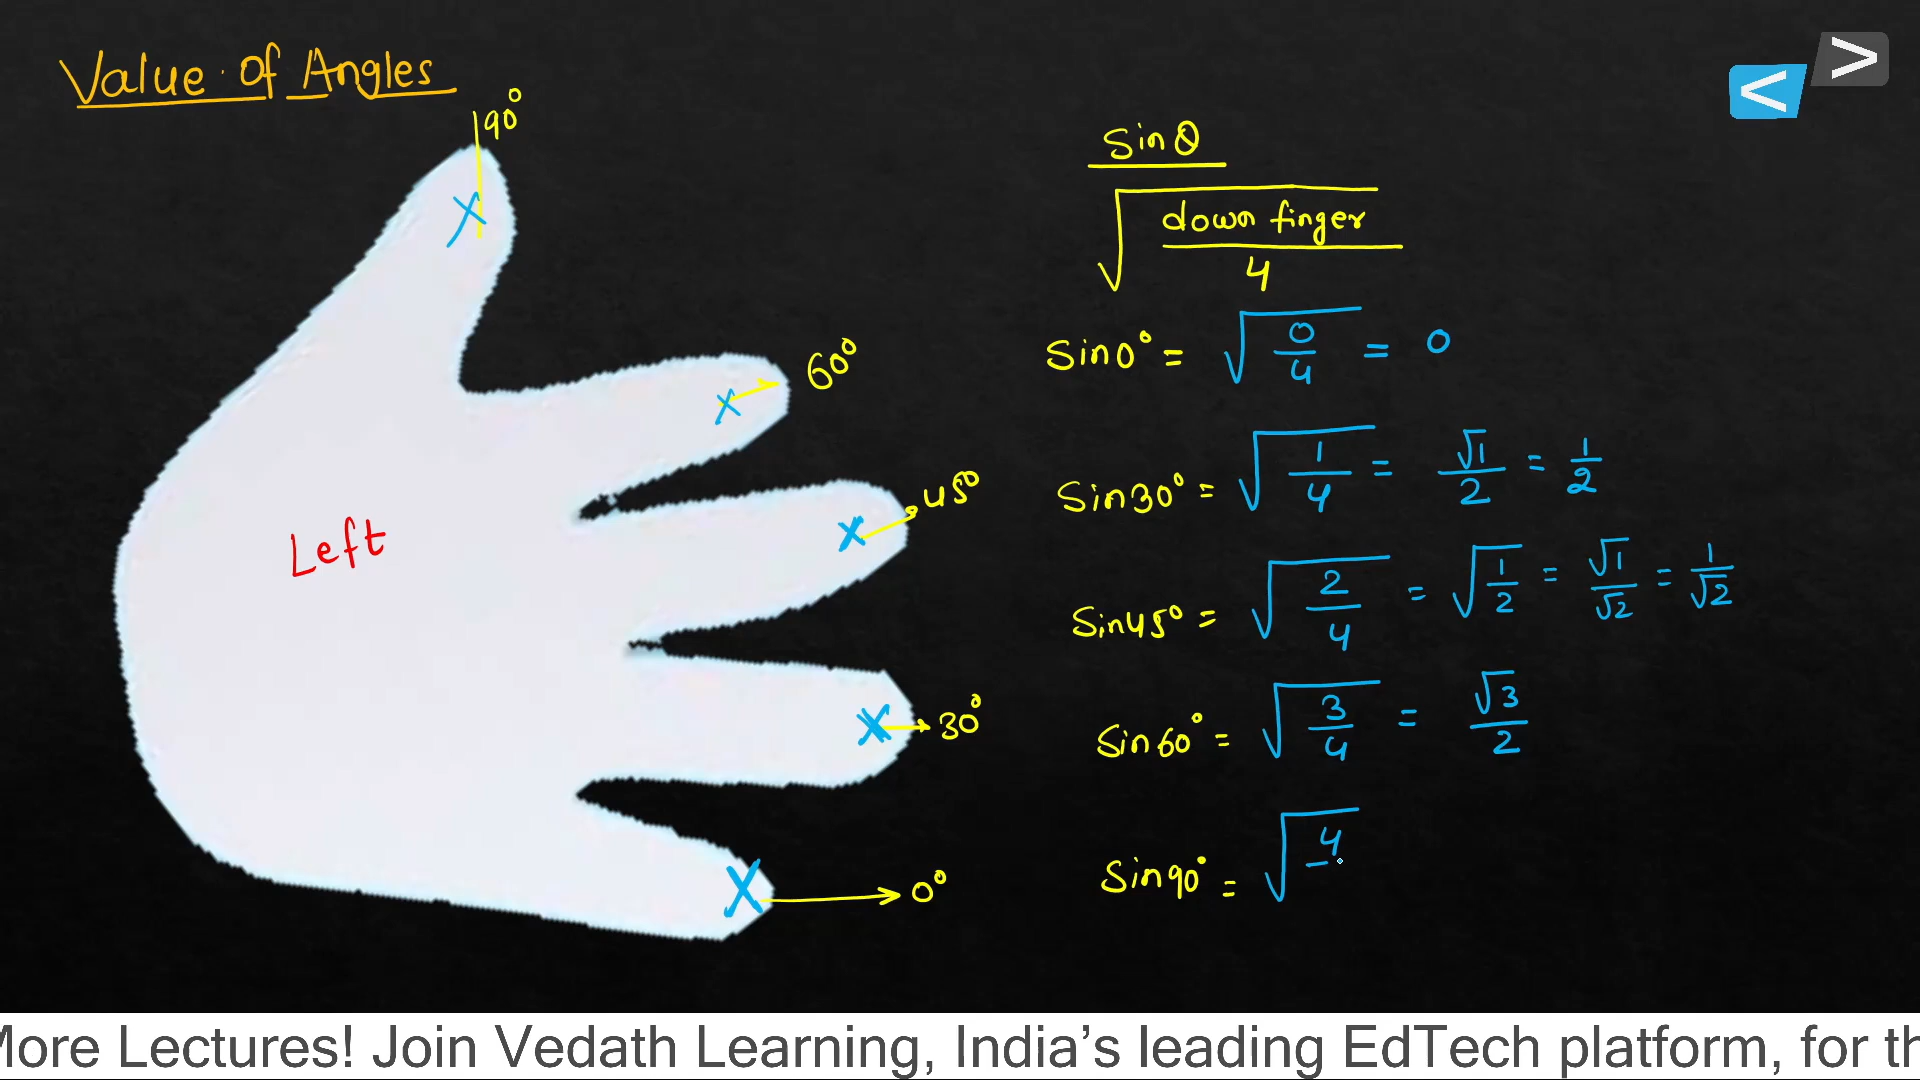 Value of Angles
90°
60°
45°
30°
0°
Left
Sinθ
√(down finger/4)
Sin0° = √(0/4) = 0
Sin30° = √(1/4) = √1/2 = 1/2
Sin45° = √(2/4) = √(1/2) = √1/√2 = 1/√2
Sin60° = √(3/4) = √3/2
Sin90° = √4
< >
More Lectures! Join Vedath Learning, India's leading EdTech platform, for th